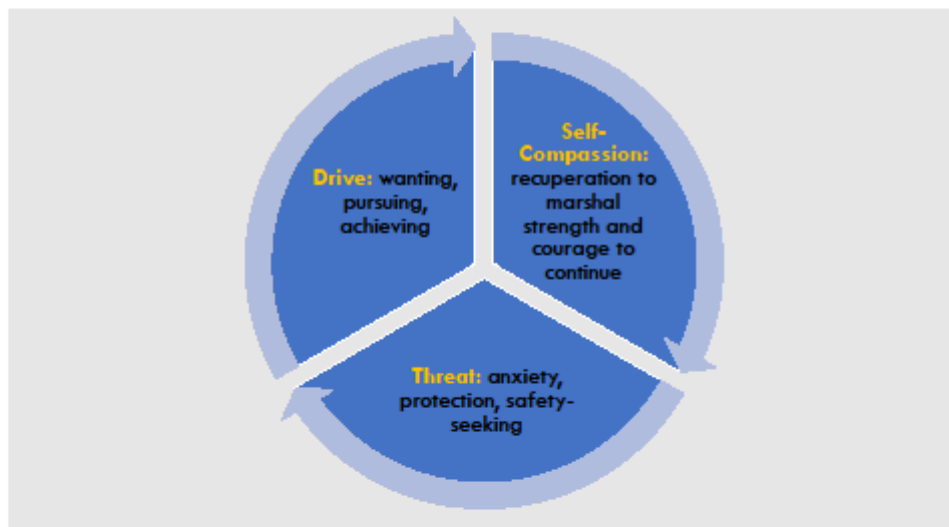 Self-
Compassion:
recuperation to
marshal
strength and
courage to
continue
Threat: anxiety,
protection, safety-
seeking
Drive: wanting,
pursuing,
achieving